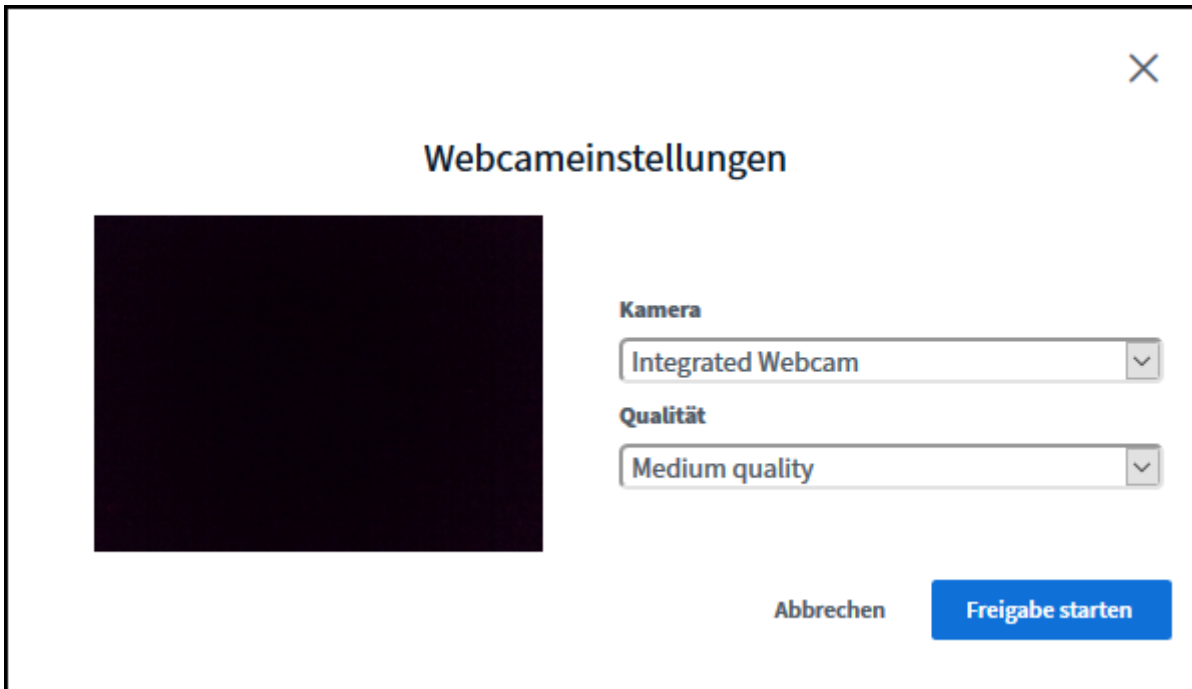 Webcameinstellungen
Kamera
Integrated Webcam
Qualität
Medium quality
Abbrechen
Freigabe starten